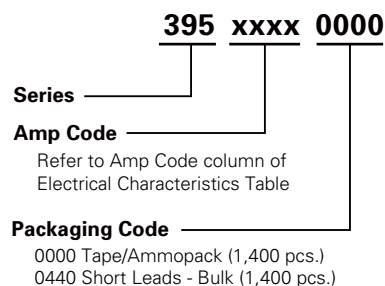 395 xxxx 0000
Series
Amp Code
Refer to Amp Code column of
Electrical Characteristics Table
Packaging Code
0000 Tape/Ammopack (1,400 pcs.)
0440 Short Leads - Bulk (1,400 pcs.)